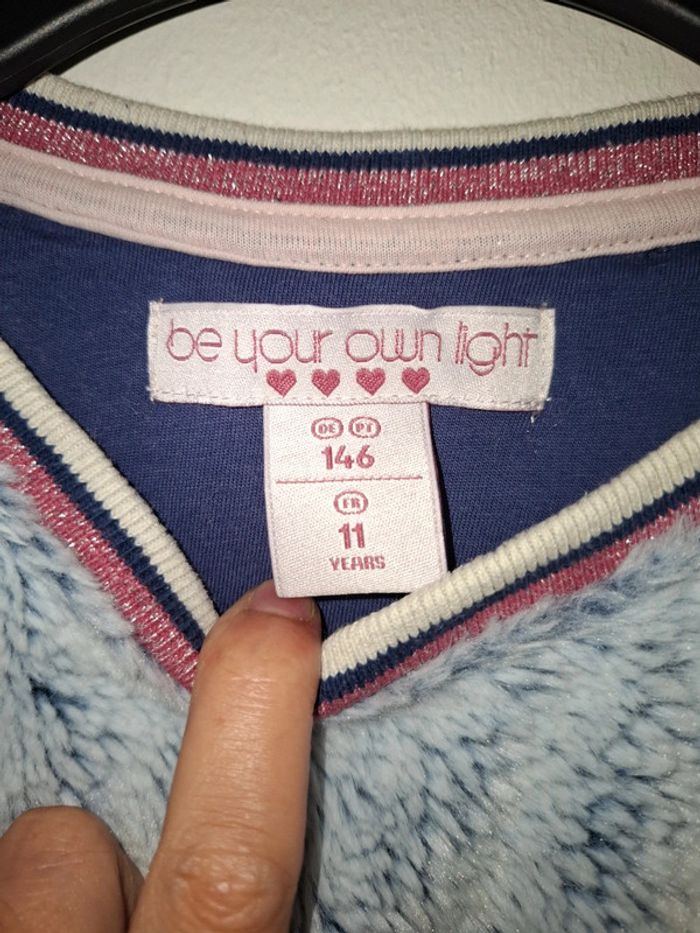 be your own light
♥ ♥ ♥ ♥
DE PT
146
FR
11
YEARS